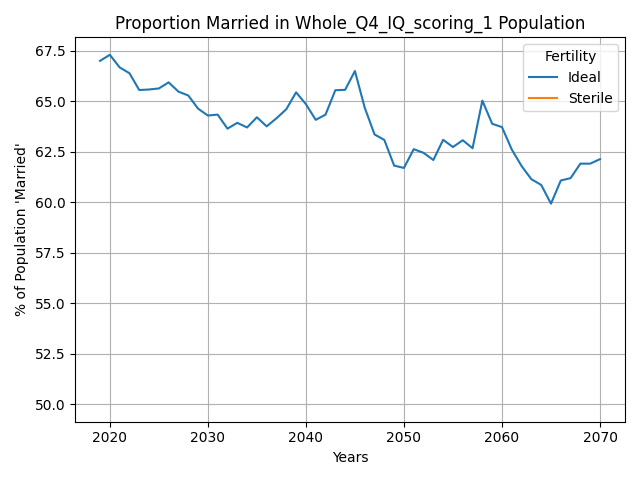 Proportion Married in Whole_Q4_IQ_scoring_1 Population
% of Population 'Married'
67.5
65.0
62.5
60.0
57.5
55.0
52.5
50.0
Fertility
Ideal
Sterile
2020
2030
2040
2050
2060
2070
Years